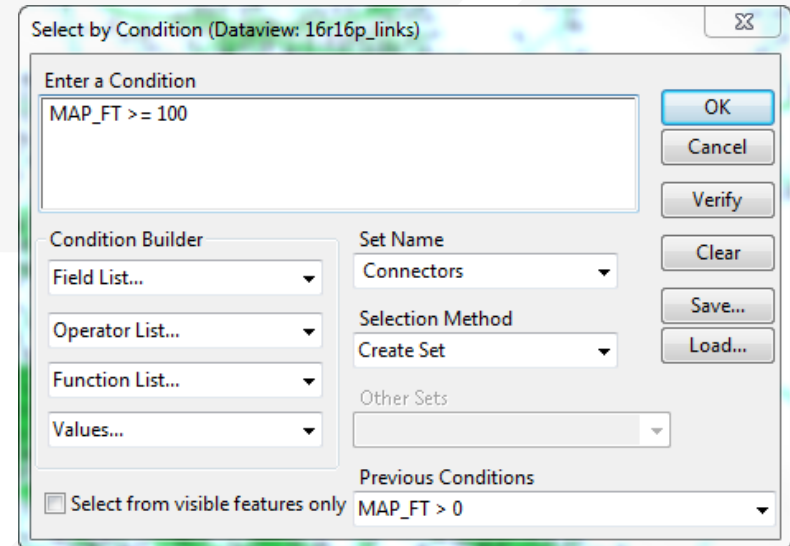 Select by Condition (Dataview: 16r16p_links)
Enter a Condition
MAP_FT >= 100
OK
Cancel
Verify
Clear
Save...
Load...
Condition Builder
Field List...
Operator List...
Function List...
Values...
Set Name
Connectors
Selection Method
Create Set
Other Sets
Select from visible features only
Previous Conditions
MAP_FT > 0